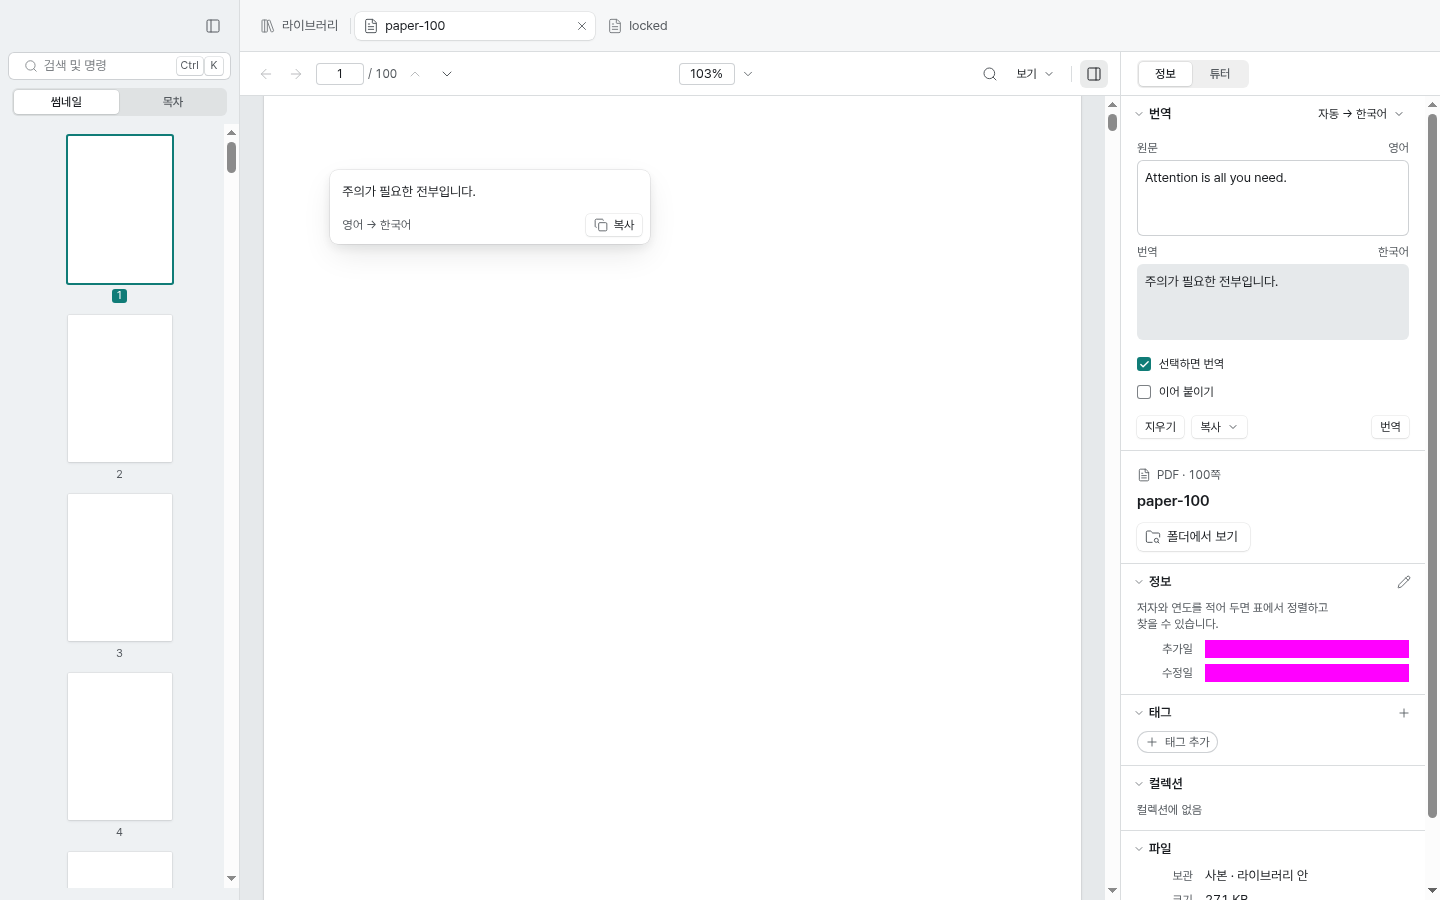 라이브러리
paper-100
locked
검색 및 명령
Ctrl
K
1
/ 100
103%
보기
정보
튜터
썸네일
목차
1
2
3
4
주의가 필요한 전부입니다.
영어 → 한국어
복사
번역
자동 → 한국어
원문
영어
Attention is all you need.
번역
한국어
주의가 필요한 전부입니다.
선택하면 번역
이어 붙이기
지우기
복사
번역
PDF · 100쪽
paper-100
폴더에서 보기
정보
저자와 연도를 적어 두면 표에서 정렬하고
찾을 수 있습니다.
추가일
수정일
태그
태그 추가
컬렉션
컬렉션에 없음
파일
보관
사본 · 라이브러리 안
크기
271 KB